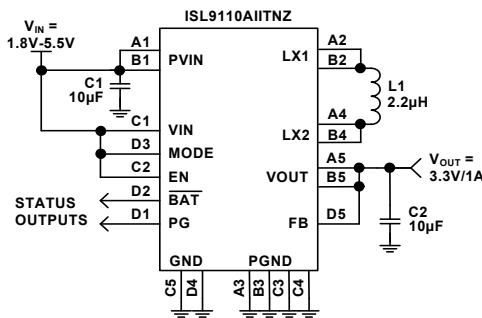 ISL9110AIITNZ
V_IN =
1.8V-5.5V
A1
B1
PVIN
C1
10µF
C1
VIN
D3
MODE
C2
EN
D2
BAT
D1
PG
STATUS
OUTPUTS
LX1
A2
B2
L1
2.2µH
A4
B4
LX2
A5
B5
VOUT
V_OUT =
3.3V/1A
FB
D5
C2
10µF
GND
PGND
C5
D4
A3
B3
C3
C4